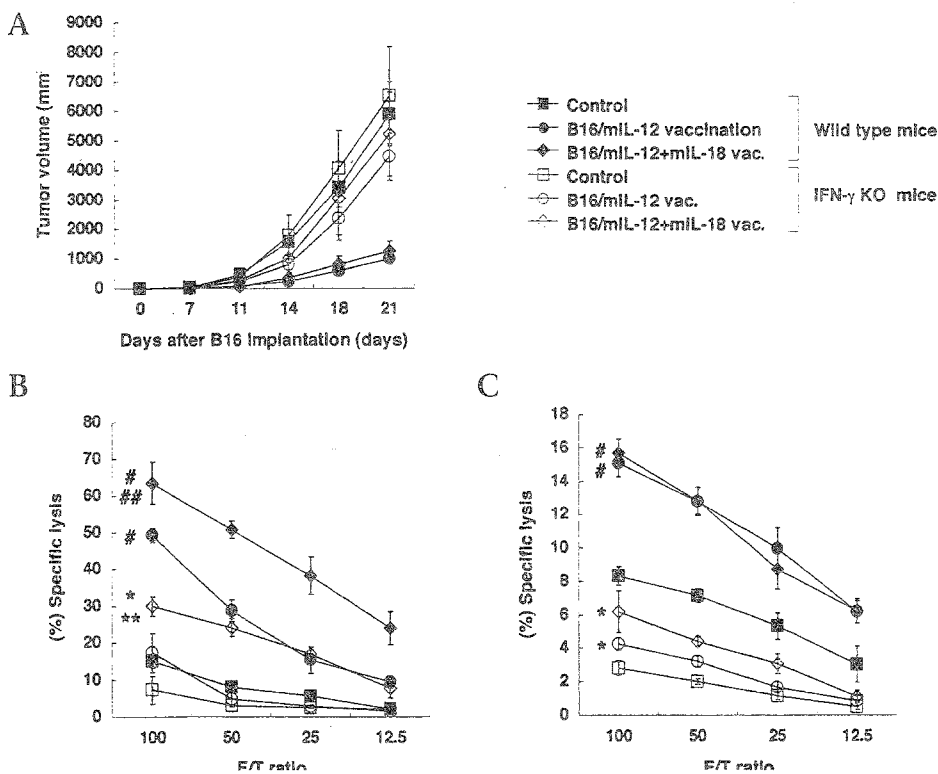 A
Tumor volume (mm
9000
8000
7000
6000
5000
4000
3000
2000
1000
0
0 7 11 14 18 21
Days after B16 Implantation (days)
Control
B16/mIL-12 vaccination
B16/mIL-12+mIL-18 vac.
Wild type mice
Control
B16/mIL-12 vac.
B16/mIL-12+mIL-18 vac.
IFN-γ KO mice
B
(%) Specific lysis
80
70
60
50
40
30
20
10
0
#
##
#
*
**
100 50 25 12.5
E/T ratio
C
(%) Specific lysis
18
16
14
12
10
8
6
4
2
0
#
#
*
*
100 50 25 12.5
E/T ratio